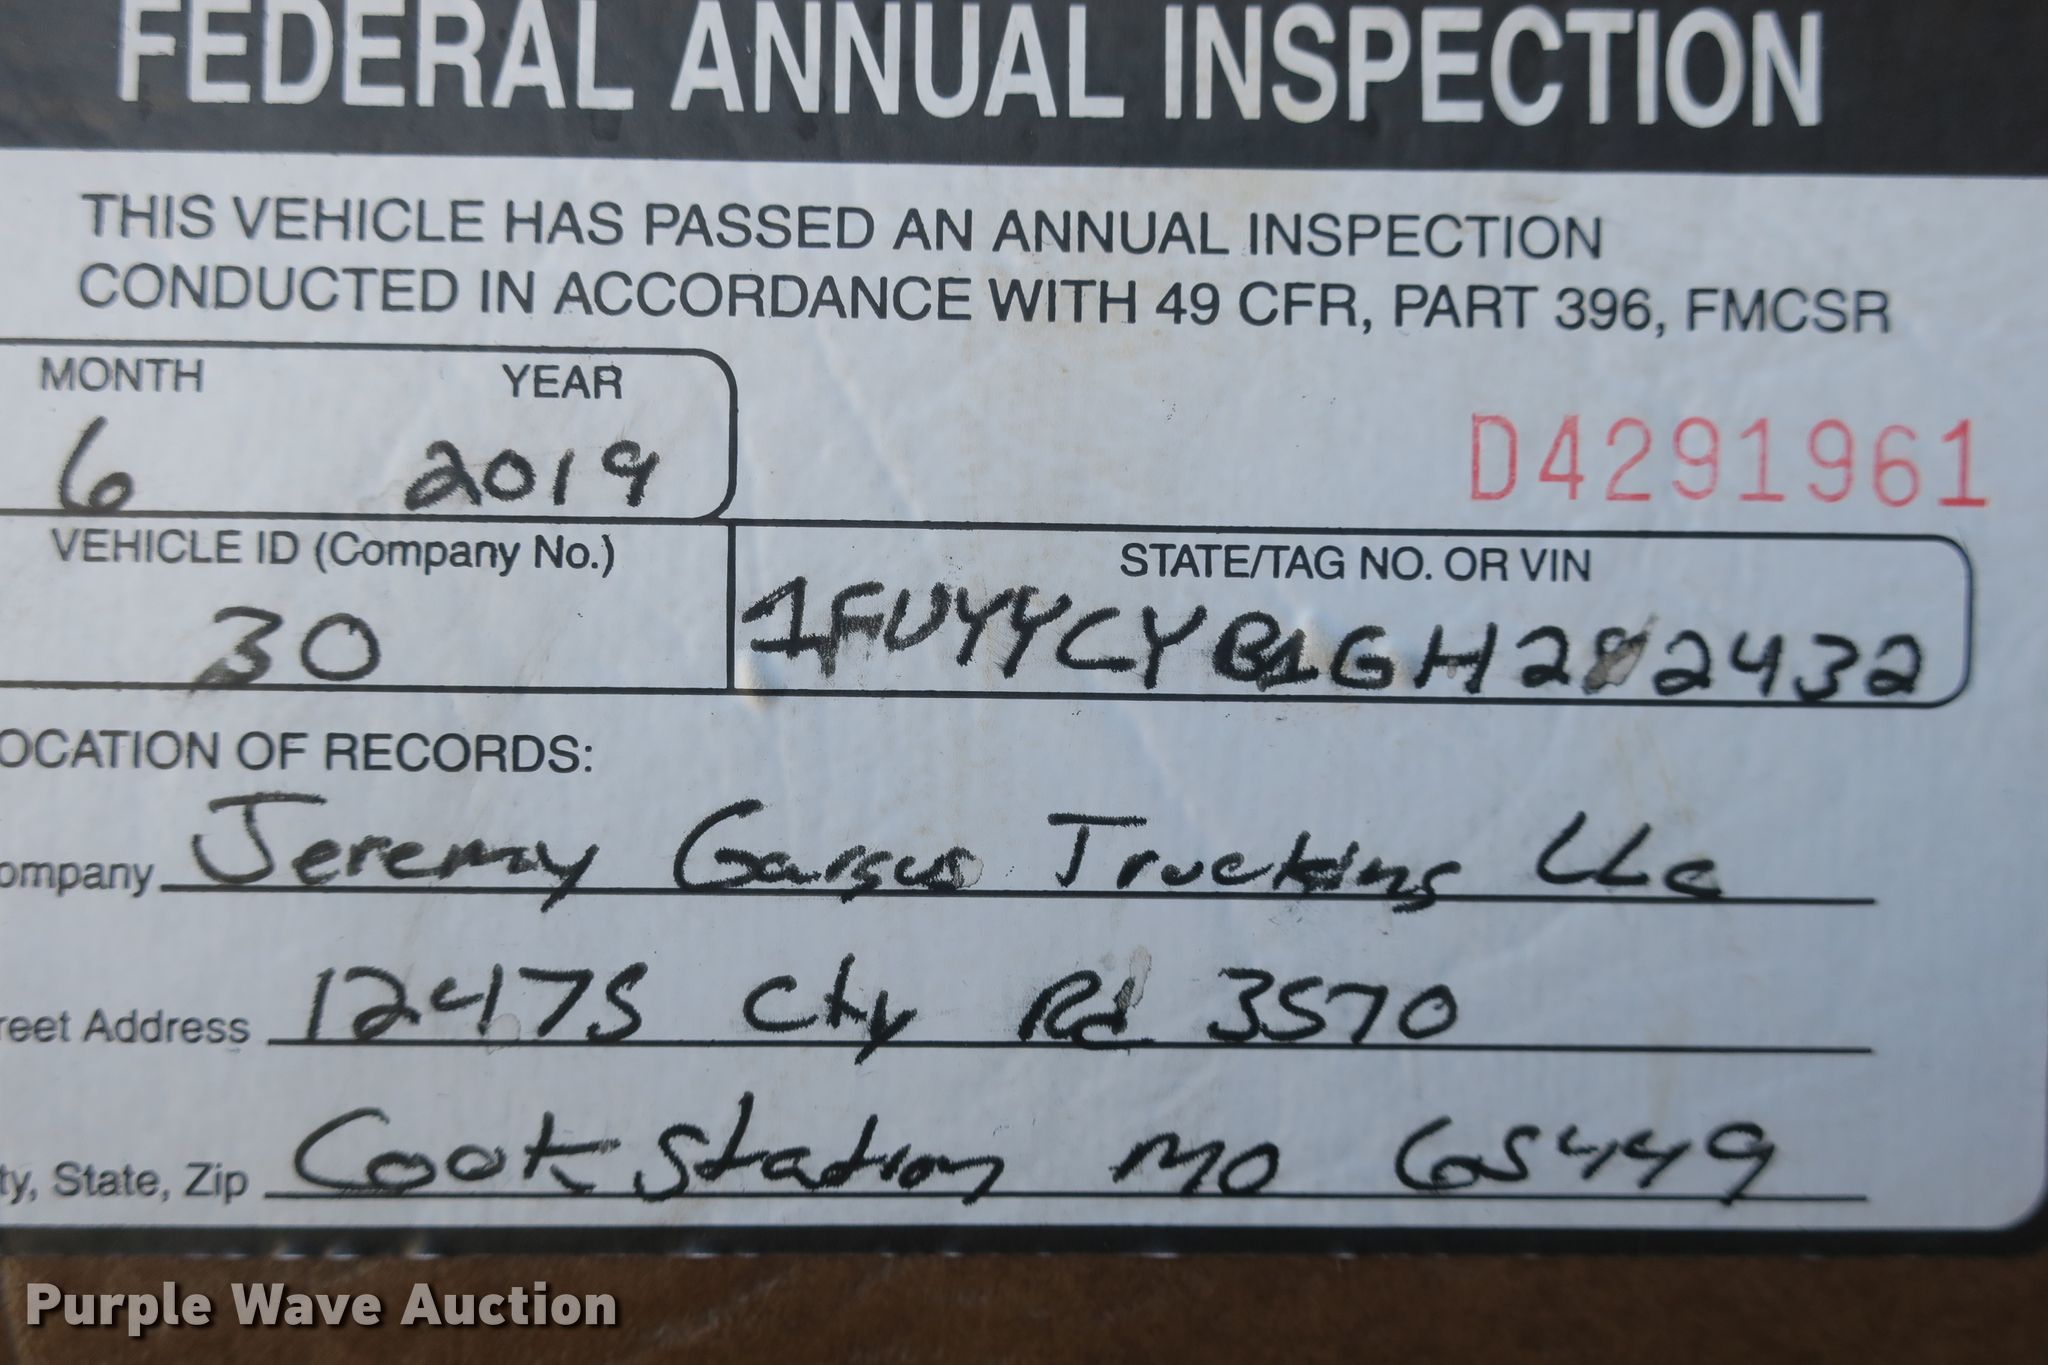 FEDERAL ANNUAL INSPECTION
THIS VEHICLE HAS PASSED AN ANNUAL INSPECTION
CONDUCTED IN ACCORDANCE WITH 49 CFR, PART 396, FMCSR
MONTH YEAR
6 2019
D4291961
VEHICLE ID (Company No.)
30
STATE/TAG NO. OR VIN
OCATION OF RECORDS:
ompany Jeremy Gargus Trucking LLc
reet Address 12475 Cty Rd 3570
ty, State, Zip Cook Station MO 65449
Purple Wave Auction